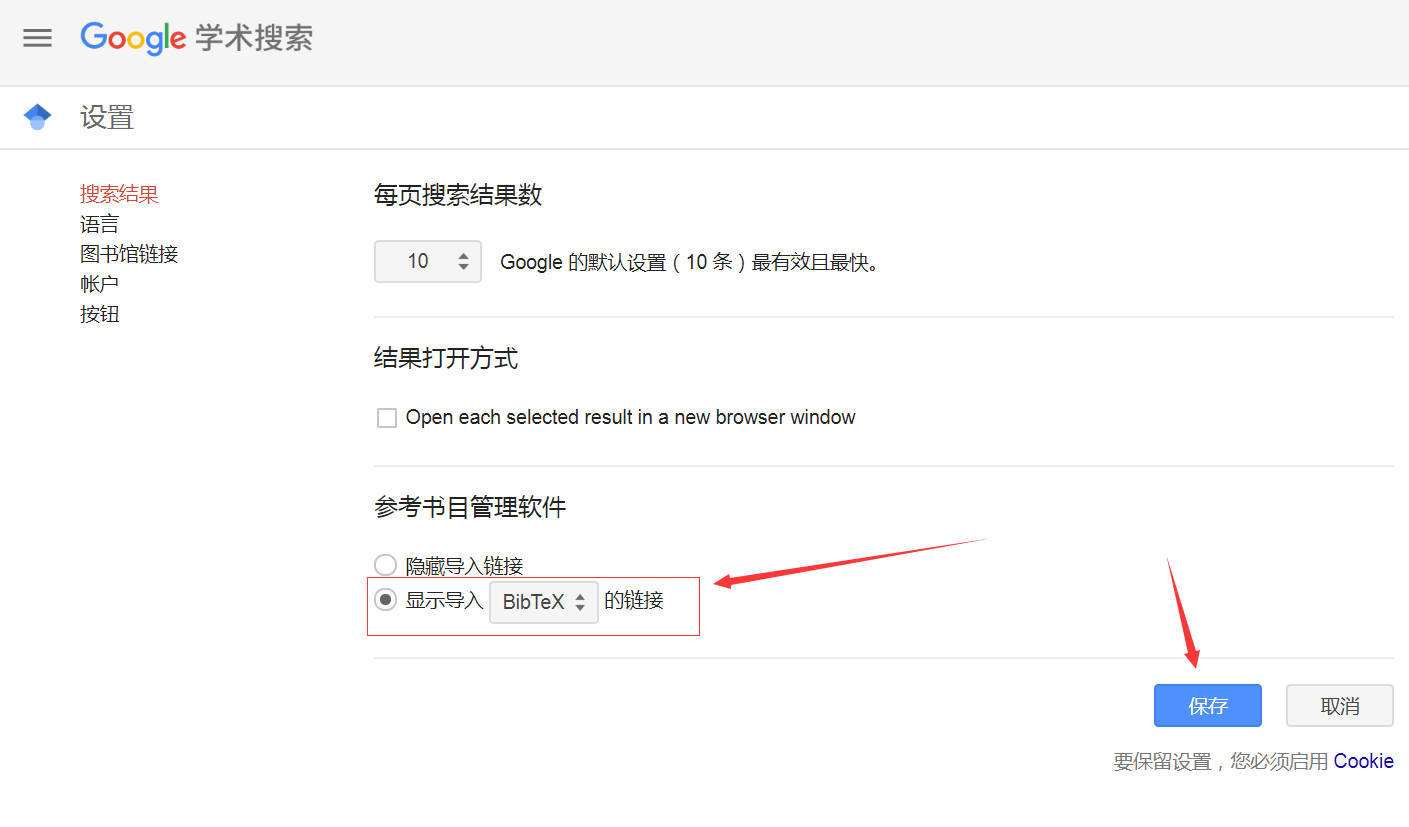 Google 学术搜索
设置
搜索结果
语言
图书馆链接
帐户
按钮
每页搜索结果数
10 Google 的默认设置（10 条）最有效且最快。
结果打开方式
Open each selected result in a new browser window
参考书目管理软件
隐藏导入链接
显示导入 BibTeX 的链接
保存 取消
要保留设置，您必须启用 Cookie